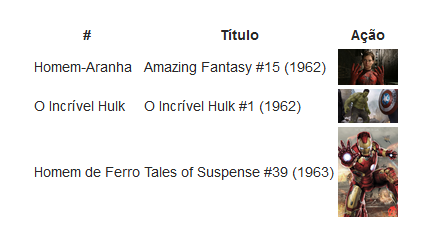 # Título Ação
Homem-Aranha Amazing Fantasy #15 (1962)
O Incrível Hulk O Incrível Hulk #1 (1962)
Homem de Ferro Tales of Suspense #39 (1963)